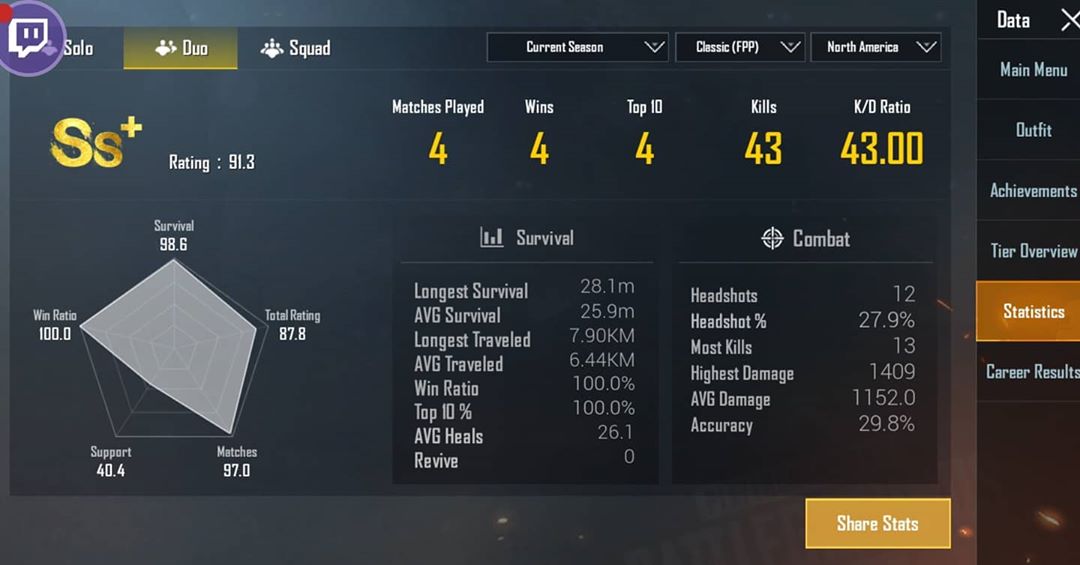 Solo
Duo
Squad
Current Season
Classic (FPP)
North America
Data
Main Menu
Outfit
Achievements
Tier Overview
Statistics
Career Results
Ss+
Rating : 91.3
Matches Played Wins Top 10 Kills K/D Ratio
4 4 4 43 43.00
Survival
98.6
Win Ratio
100.0
Total Rating
87.8
Support
40.4
Matches
97.0
Survival
Longest Survival 28.1m
AVG Survival 25.9m
Longest Traveled 7.90KM
AVG Traveled 6.44KM
Win Ratio 100.0%
Top 10 % 100.0%
AVG Heals 26.1
Revive 0
Combat
Headshots 12
Headshot % 27.9%
Most Kills 13
Highest Damage 1409
AVG Damage 1152.0
Accuracy 29.8%
Share Stats